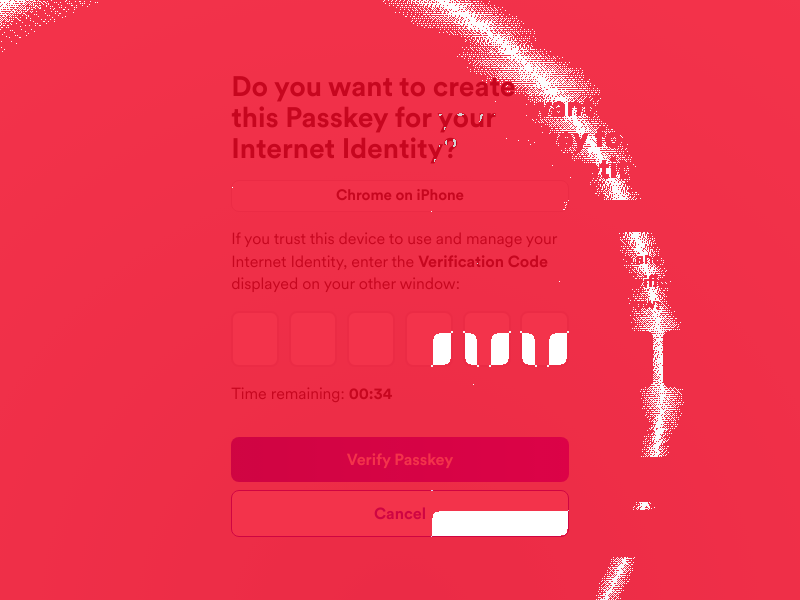 Do you want to create
this Passkey for your
Internet Identity?
Chrome on iPhone
If you trust this device to use and manage your
Internet Identity, enter the Verification Code
displayed on your other window:
Time remaining: 00:34
Verify Passkey
Cancel